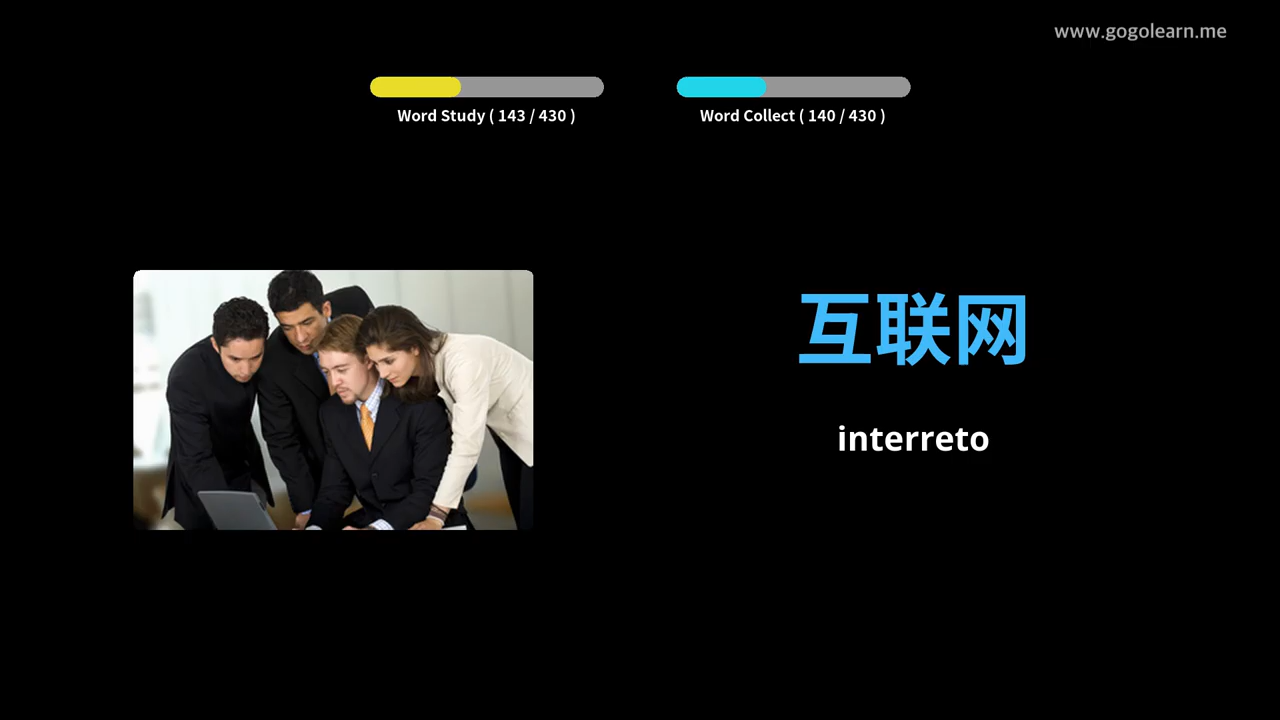 www.gogolearn.me
Word Study ( 143 / 430 )
Word Collect ( 140 / 430 )
互联网
interreto